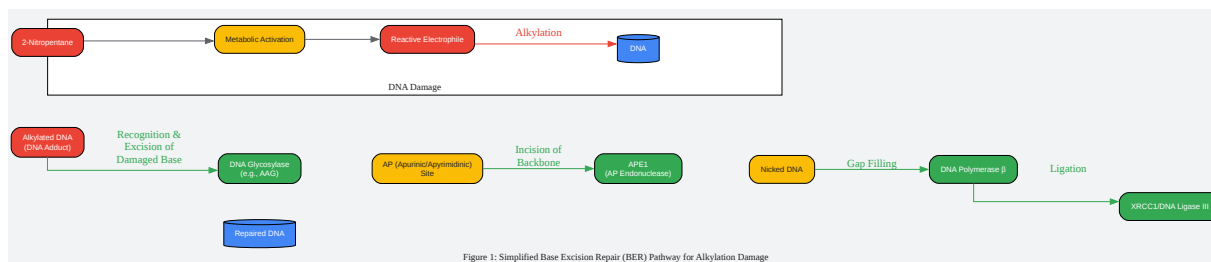 2-Nitropentane
Metabolic Activation
Reactive Electrophile
Alkylation
DNA
DNA Damage
Alkylated DNA
(DNA Adduct)
Recognition &
Excision of
Damaged Base
DNA Glycosylase
(e.g., AAG)
AP (Apurinic/Apyrimidinic)
Site
Incision of
Backbone
APE1
(AP Endonuclease)
Nicked DNA
Gap Filling
DNA Polymerase β
Ligation
XRCC1/DNA Ligase III
Repaired DNA
Figure 1: Simplified Base Excision Repair (BER) Pathway for Alkylation Damage